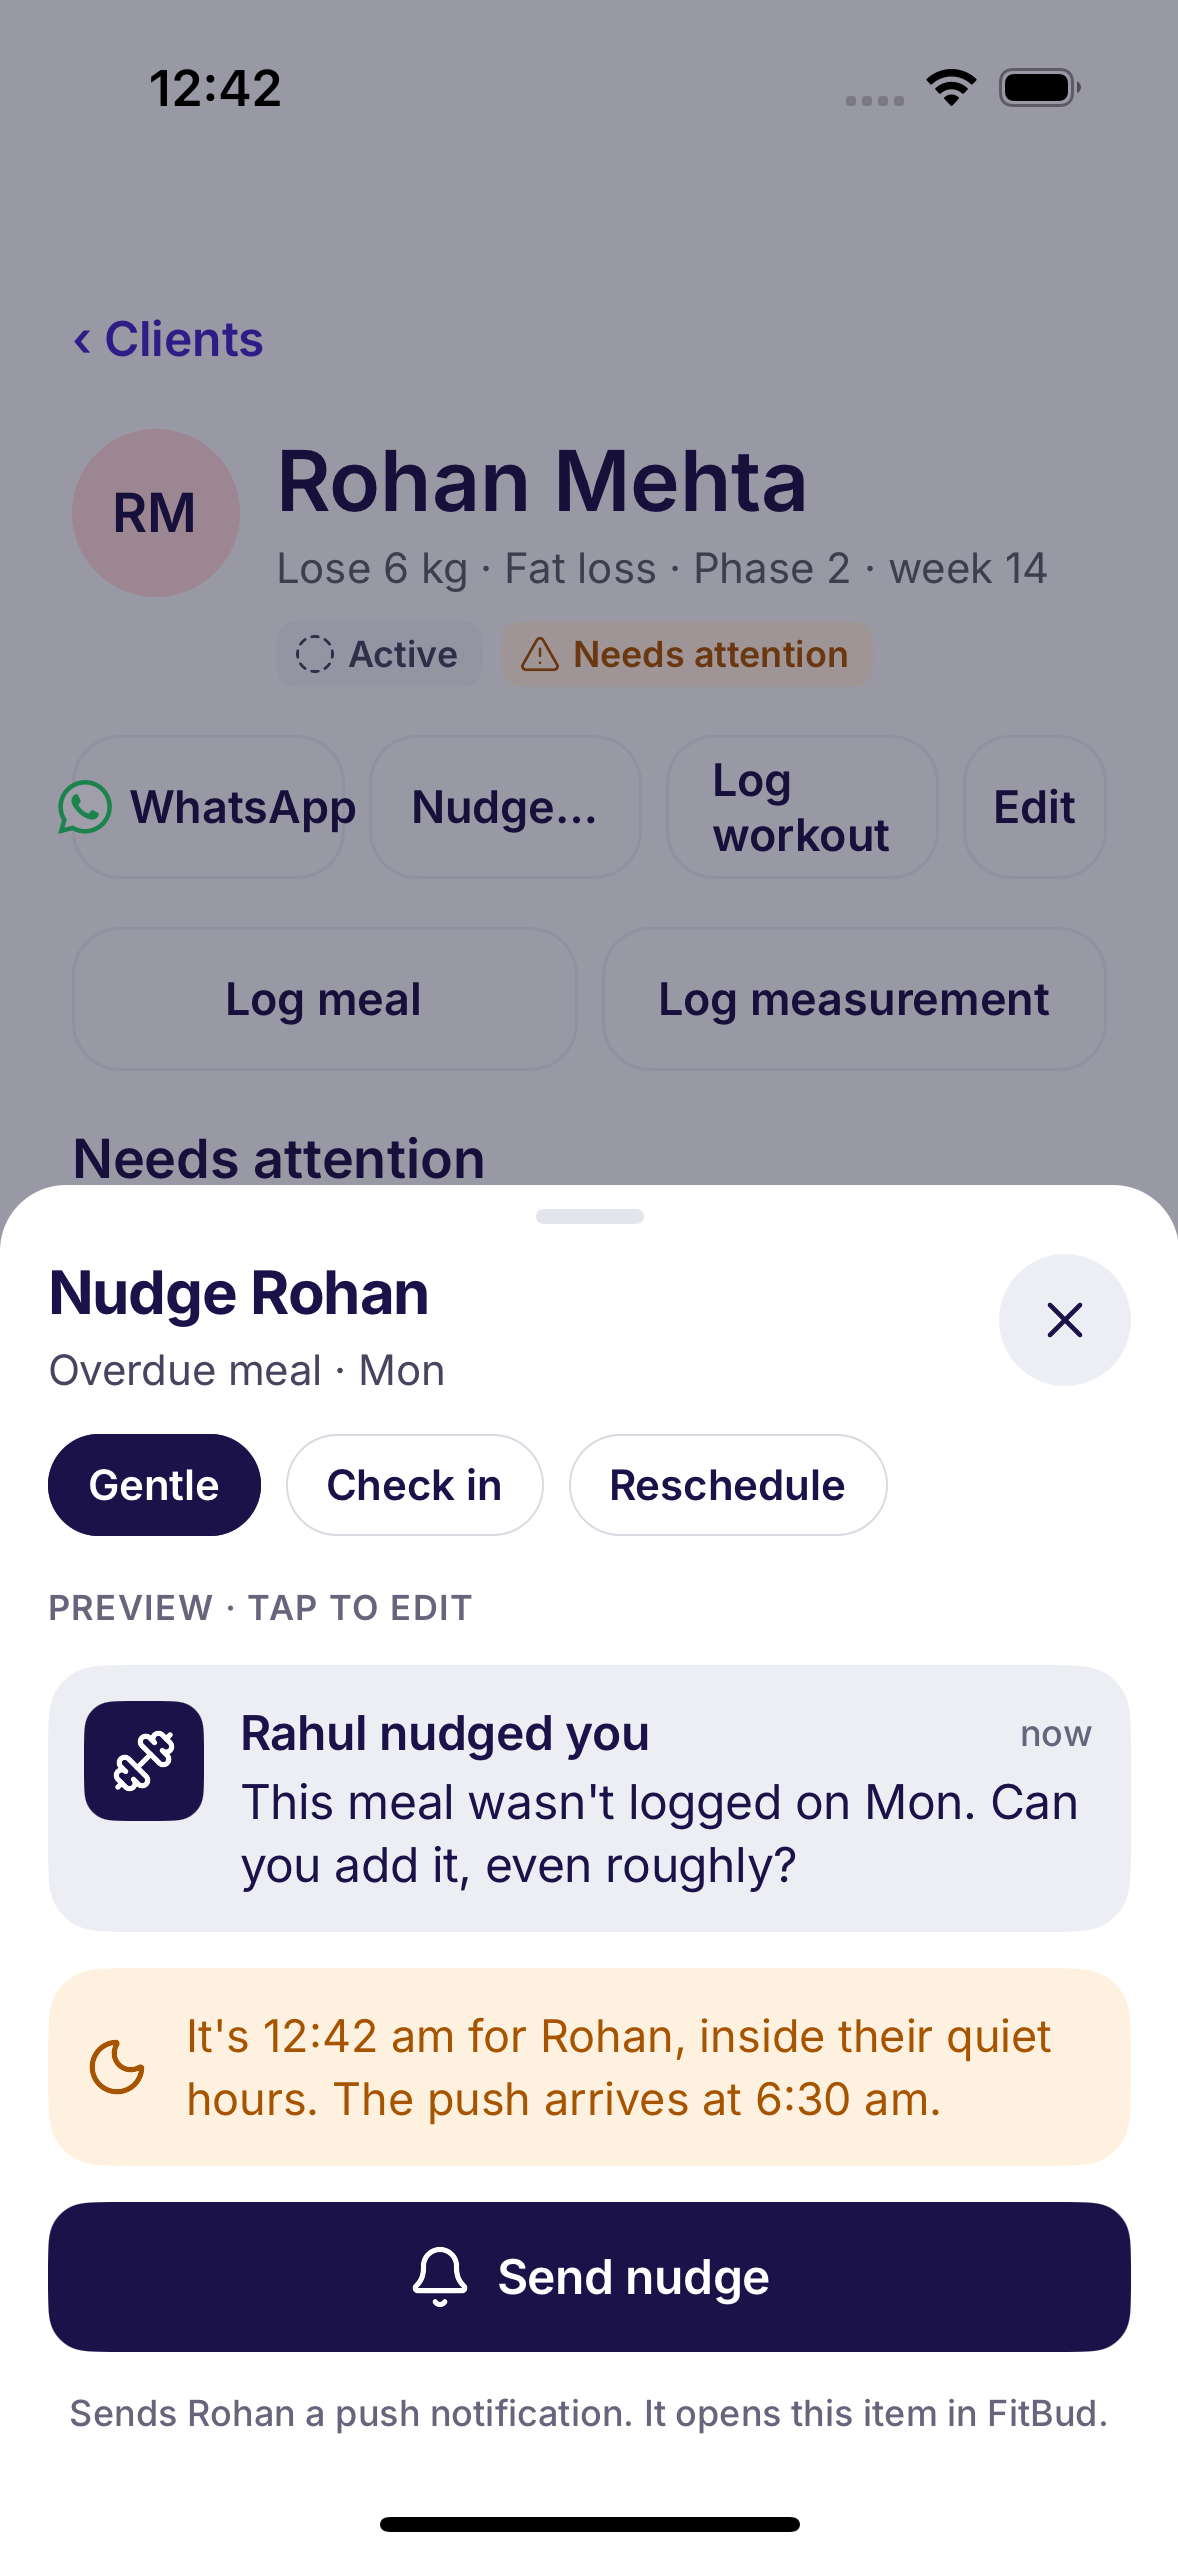 12:42
‹ Clients
RM
Rohan Mehta
Lose 6 kg · Fat loss · Phase 2 · week 14
Active
Needs attention
WhatsApp
Nudge...
Log
workout
Edit
Log meal
Log measurement
Needs attention
Nudge Rohan
Overdue meal · Mon
Gentle
Check in
Reschedule
PREVIEW · TAP TO EDIT
Rahul nudged you
now
This meal wasn't logged on Mon. Can
you add it, even roughly?
It's 12:42 am for Rohan, inside their quiet
hours. The push arrives at 6:30 am.
Send nudge
Sends Rohan a push notification. It opens this item in FitBud.